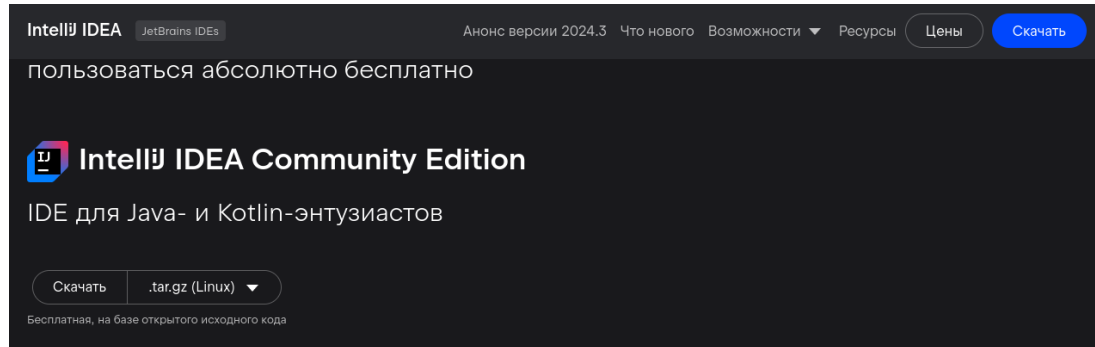 IntelliJ IDEA JetBrains IDEs Анонс версии 2024.3 Что нового Возможности Ресурсы Цены Скачать
пользоваться абсолютно бесплатно
IJ IntelliJ IDEA Community Edition
IDE для Java- и Kotlin-энтузиастов
Скачать .tar.gz (Linux)
Бесплатная, на базе открытого исходного кода